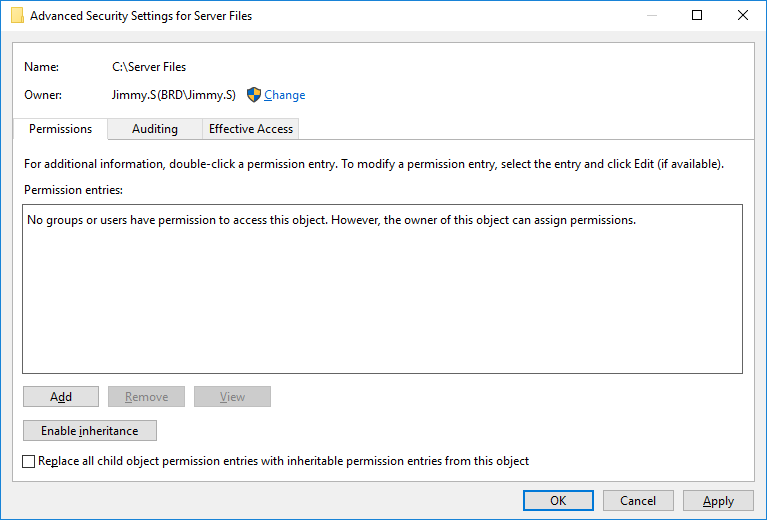 Advanced Security Settings for Server Files
Name: C:\Server Files
Owner: Jimmy.S(BRD\Jimmy.S) Change
Permissions Auditing Effective Access
For additional information, double-click a permission entry. To modify a permission entry, select the entry and click Edit (if available).
Permission entries:
No groups or users have permission to access this object. However, the owner of this object can assign permissions.
Add Remove View
Enable inheritance
Replace all child object permission entries with inheritable permission entries from this object
OK Cancel Apply